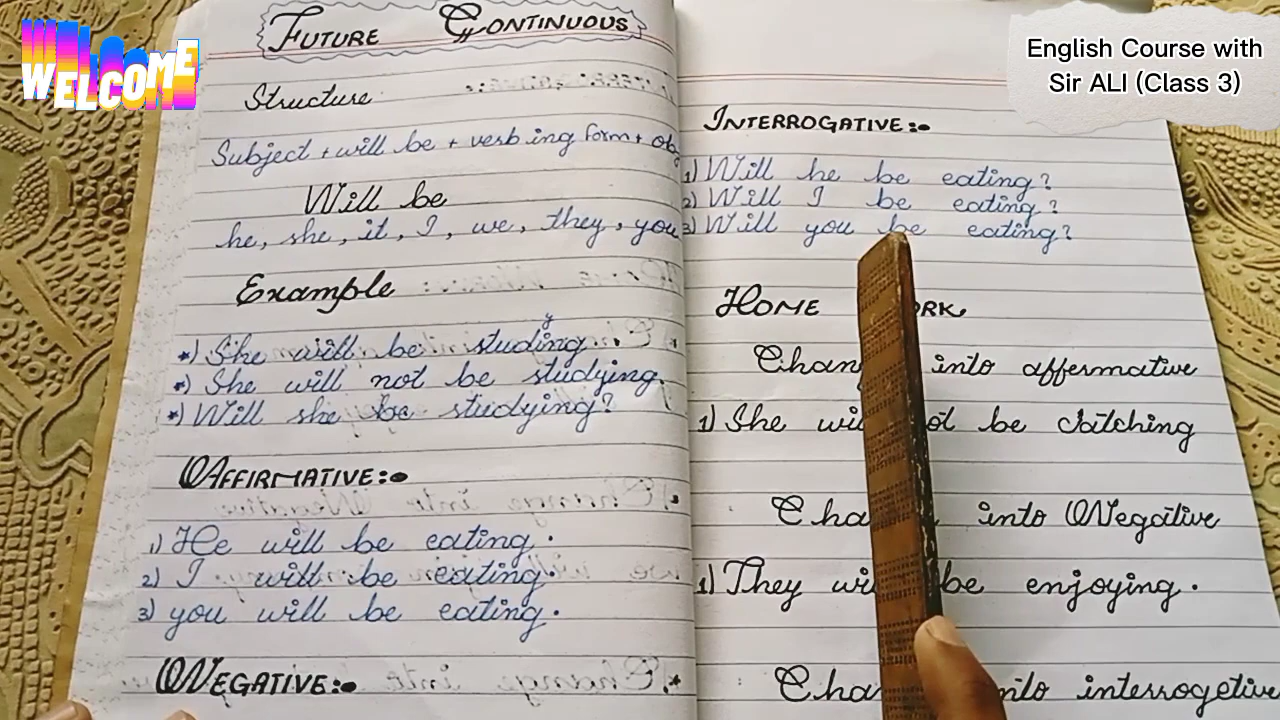 WELCOME
English Course with
Sir ALI (Class 3)
FUTURE CONTINUOUS
Structure
Subject + will be + verb ing form + obj
Will be
he, she, it, I, we, they, you
Example
*) She will be studying
*) She will not be studying.
*) Will she be studying?
AFFIRMATIVE:-
1) He will be eating.
2) I will be eating.
3) you will be eating.
NEGATIVE:-
INTERROGATIVE:-
1) Will he be eating?
2) Will I be eating?
3) Will you be eating?
HOME
into affermative
1) She be
into Negative
1) They be enjoying.
interrogetive